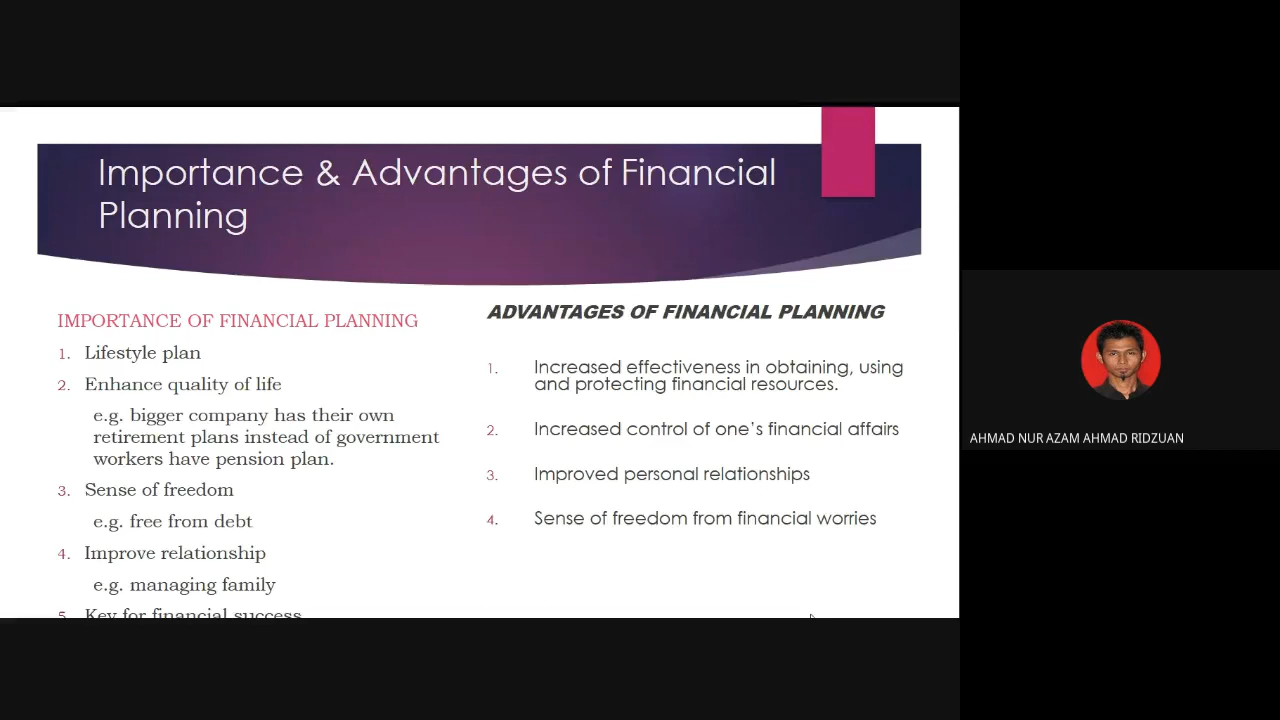 Importance & Advantages of Financial
Planning
IMPORTANCE OF FINANCIAL PLANNING
1. Lifestyle plan
2. Enhance quality of life
e.g. bigger company has their own
retirement plans instead of government
workers have pension plan.
3. Sense of freedom
e.g. free from debt
4. Improve relationship
e.g. managing family
5. Key for financial success
ADVANTAGES OF FINANCIAL PLANNING
1. Increased effectiveness in obtaining, using
and protecting financial resources.
2. Increased control of one's financial affairs
3. Improved personal relationships
4. Sense of freedom from financial worries
AHMAD NUR AZAM AHMAD RIDZUAN